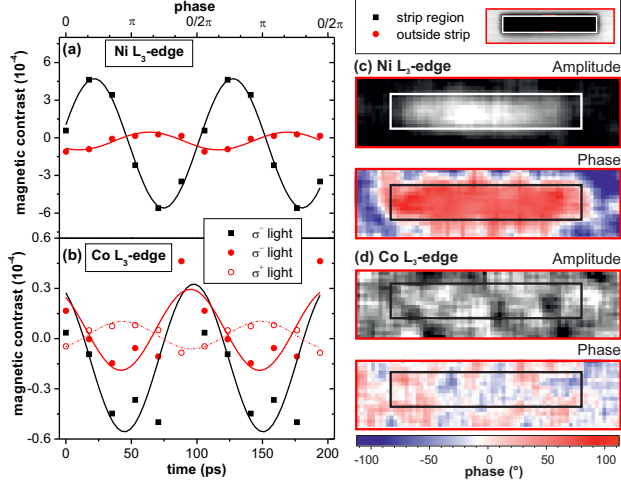 phase
0
π
0/2π
π
0/2π
(a)
Ni L₃-edge
magnetic contrast (10⁻⁴)
6
3
0
-3
-6
0.6
(b)
Co L₃-edge
σ⁻ light
σ⁻ light
σ⁺ light
magnetic contrast (10⁻⁴)
0.3
0.0
-0.3
-0.6
0
50
100
150
200
time (ps)
strip region
outside strip
(c) Ni L₃-edge
Amplitude
Phase
(d) Co L₃-edge
Amplitude
Phase
-100
-50
0
50
100
phase (°)